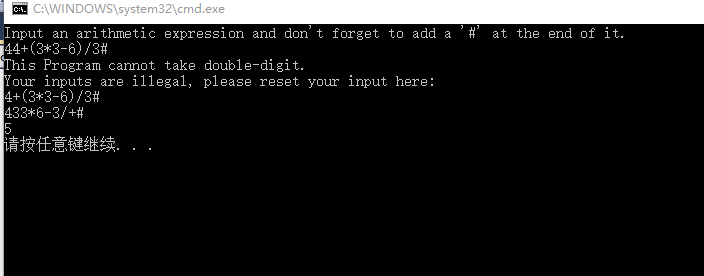 C:\WINDOWS\system32\cmd.exe
Input an arithmetic expression and don't forget to add a '#' at the end of it.
44+(3*3-6)/3#
This Program cannot take double-digit.
Your inputs are illegal, please reset your input here:
4+(3*3-6)/3#
433*6-3/+#
5
请按任意键继续. . .